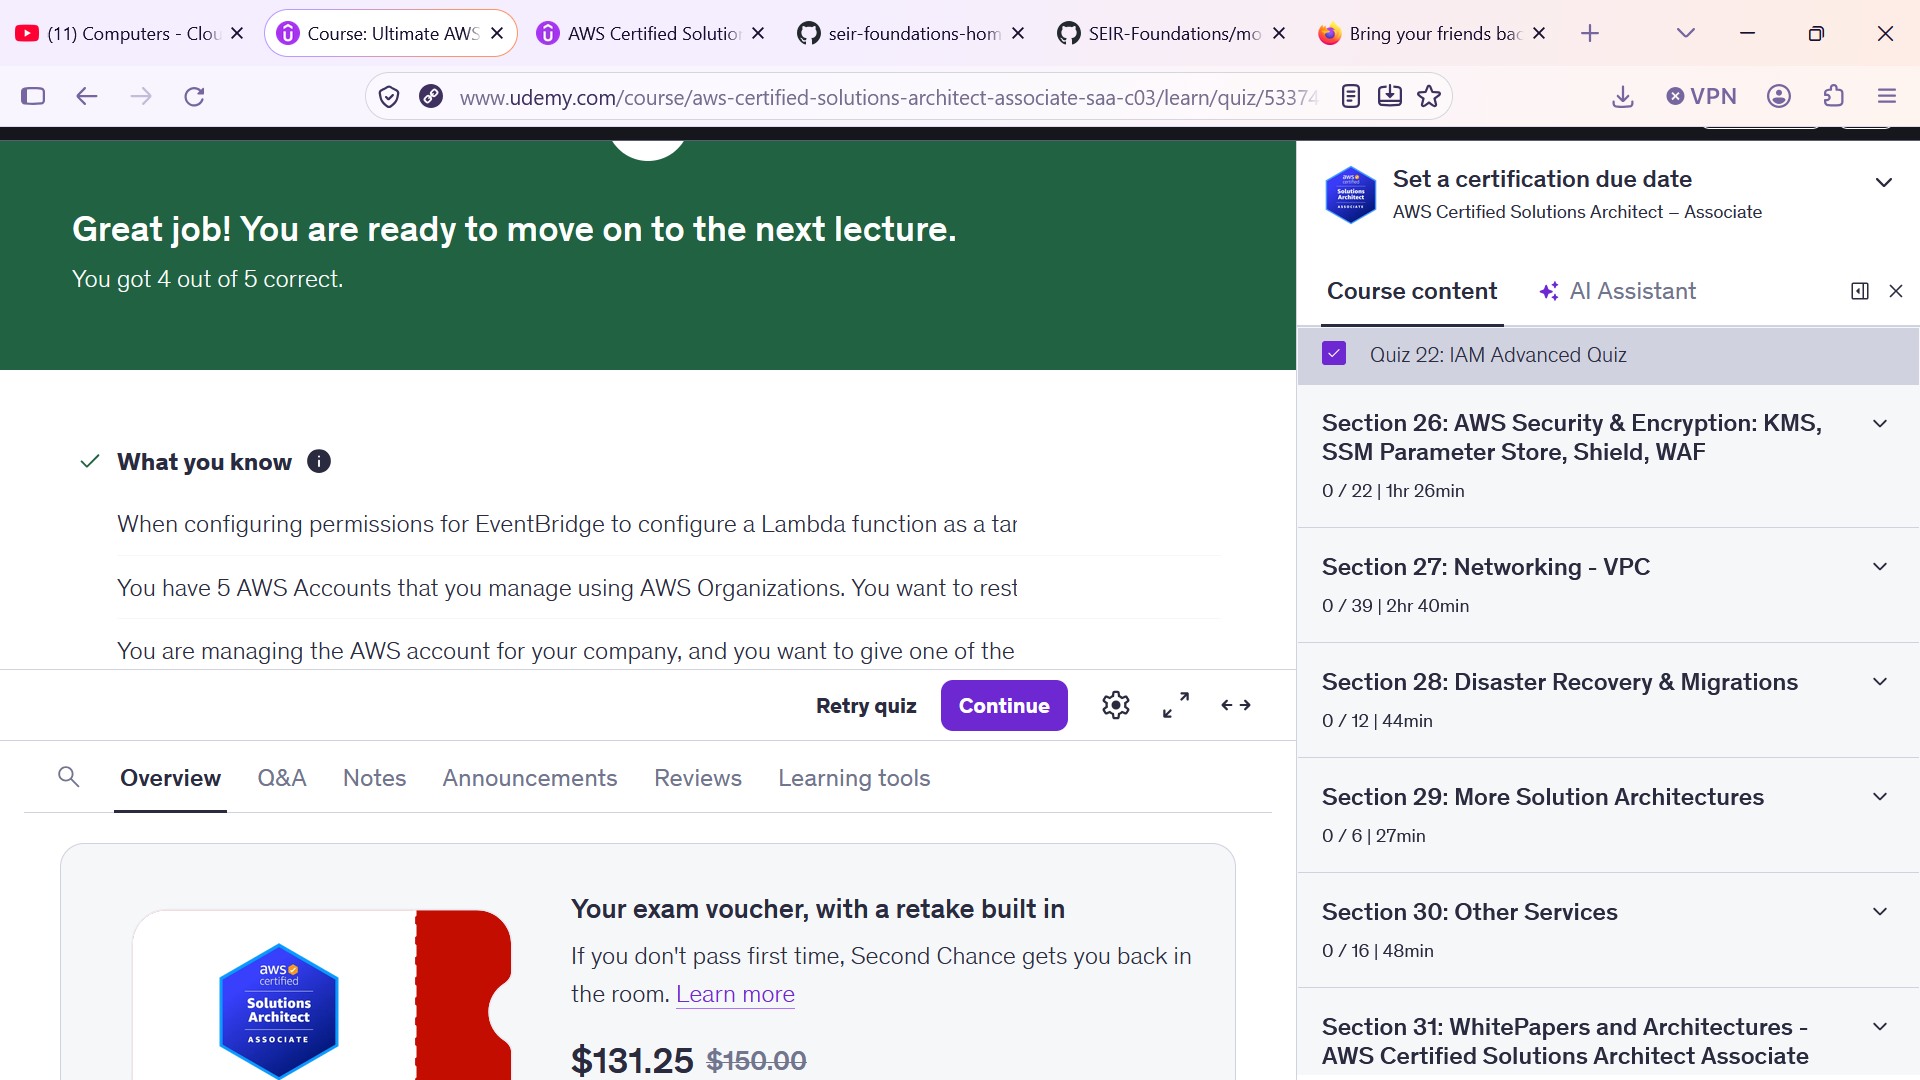 (11) Computers - Clou
Course: Ultimate AWS
AWS Certified Solution
seir-foundations-hom
SEIR-Foundations/mo
Bring your friends bac
www.udemy.com/course/aws-certified-solutions-architect-associate-saa-c03/learn/quiz/53374
VPN
Great job! You are ready to move on to the next lecture.
You got 4 out of 5 correct.
What you know
When configuring permissions for EventBridge to configure a Lambda function as a tar
You have 5 AWS Accounts that you manage using AWS Organizations. You want to rest
You are managing the AWS account for your company, and you want to give one of the
Retry quiz
Continue
Overview
Q&A
Notes
Announcements
Reviews
Learning tools
aws
certified
Solutions
Architect
ASSOCIATE
Your exam voucher, with a retake built in
If you don't pass first time, Second Chance gets you back in
the room. Learn more
$131.25 $150.00
aws
certified
Solutions
Architect
ASSOCIATE
Set a certification due date
AWS Certified Solutions Architect – Associate
Course content
AI Assistant
Quiz 22: IAM Advanced Quiz
Section 26: AWS Security & Encryption: KMS,
SSM Parameter Store, Shield, WAF
0 / 22 | 1hr 26min
Section 27: Networking - VPC
0 / 39 | 2hr 40min
Section 28: Disaster Recovery & Migrations
0 / 12 | 44min
Section 29: More Solution Architectures
0 / 6 | 27min
Section 30: Other Services
0 / 16 | 48min
Section 31: WhitePapers and Architectures -
AWS Certified Solutions Architect Associate